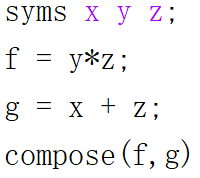 syms x y z;
f = y*z;
g = x + z;
compose(f,g)